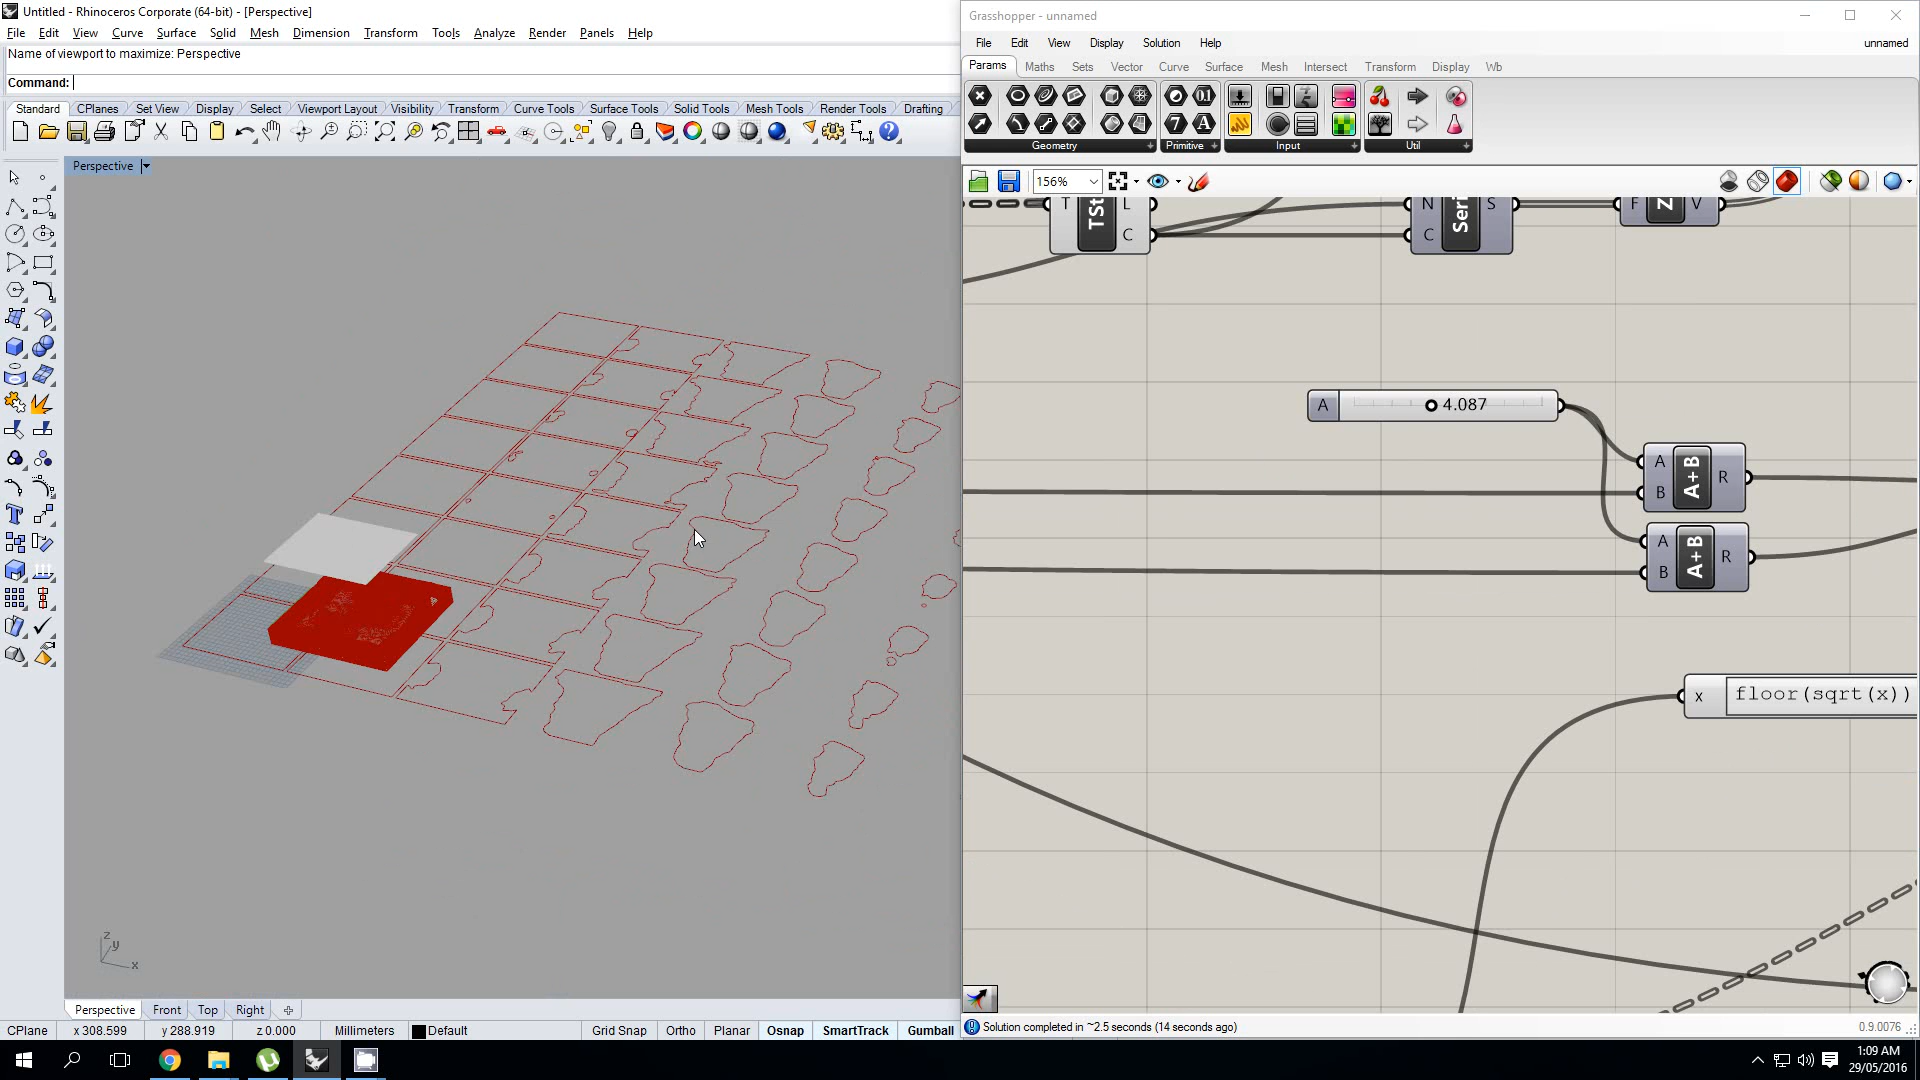 Untitled - Rhinoceros Corporate (64-bit) - [Perspective]
File Edit View Curve Surface Solid Mesh Dimension Transform Tools Analyze Render Panels Help
Name of viewport to maximize: Perspective
Command:
Standard CPlanes Set View Display Select Viewport Layout Visibility Transform Curve Tools Surface Tools Solid Tools Mesh Tools Render Tools Drafting
Perspective
z
y
x
Perspective Front Top Right
CPlane x 308.599 y 288.919 z 0.000 Millimeters Default Grid Snap Ortho Planar Osnap SmartTrack Gumball
Grasshopper - unnamed
File Edit View Display Solution Help unnamed
Params Maths Sets Vector Curve Surface Mesh Intersect Transform Display Wb
Geometry Primitive Input Util
156%
T TSt L C
N C Seri S
F Z V
A 4.087
A B A+B R
A B A+B R
x floor(sqrt(x))
Solution completed in ~2.5 seconds (14 seconds ago) 0.9.0076
1:09 AM
29/05/2016